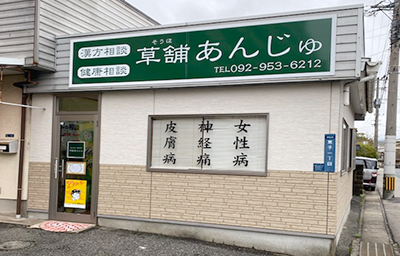 漢方相談
健康相談
そうほ
草舗あんじゅ
TEL092-953-6212
女性病
神経痛
皮膚病